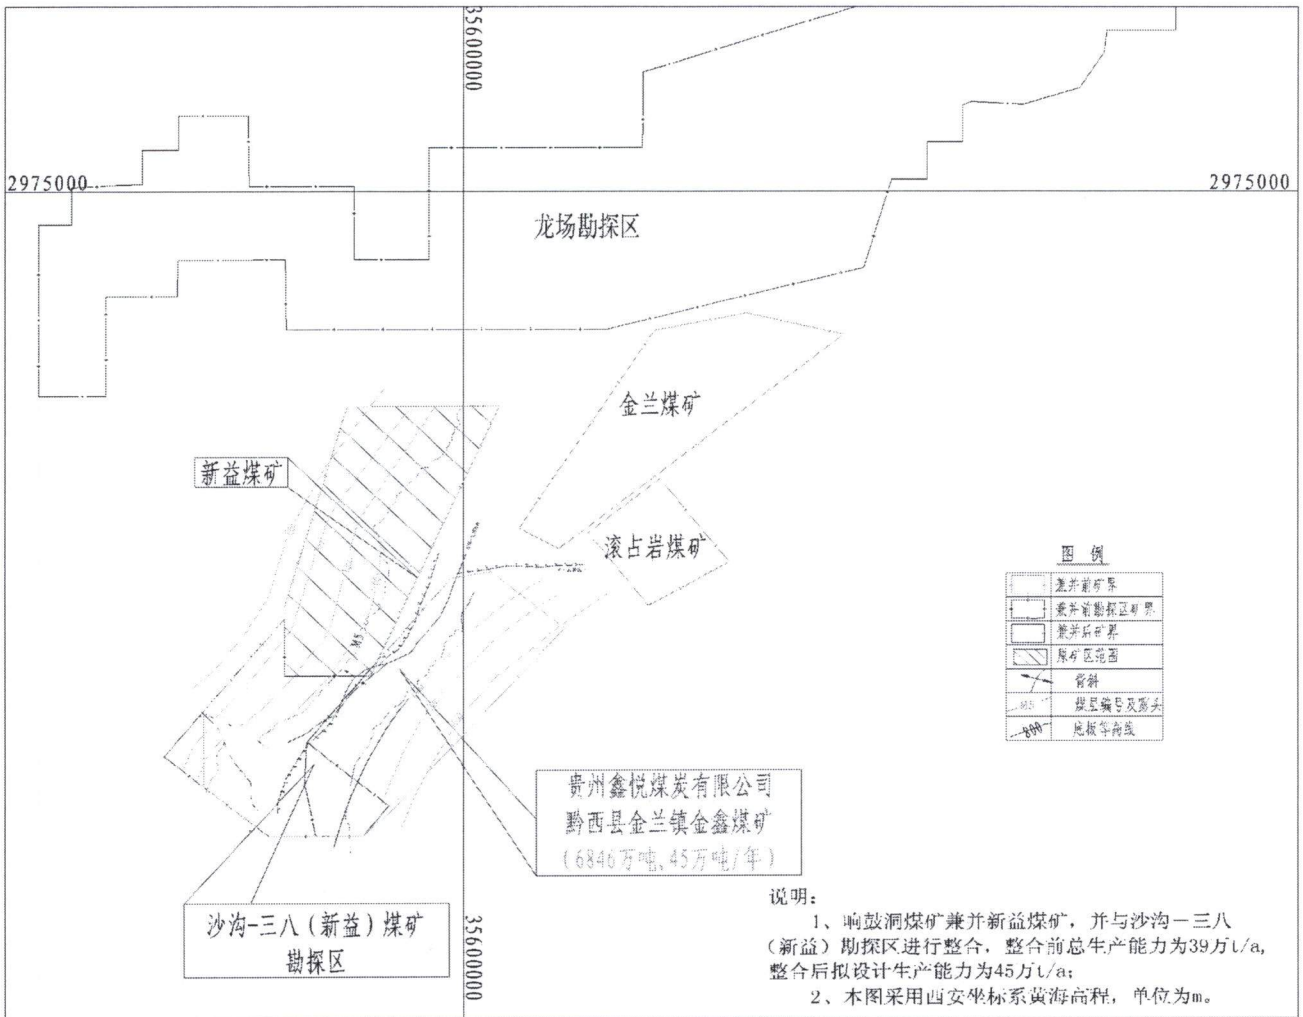 35600000
2975000
2975000
龙场勘探区
金兰煤矿
新益煤矿
滚占岩煤矿
M5
图 例
兼并前矿界
兼并前勘探区矿界
兼并后矿界
原矿区范围
背斜
M5
煤层编号及露头
800
底板等高线
贵州鑫悦煤炭有限公司
黔西县金兰镇金鑫煤矿
(6846万吨、45万吨/年)
沙沟-三八(新益)煤矿
勘探区
35600000
说明:
1、响鼓洞煤矿兼并新益煤矿，并与沙沟－三八
(新益)勘探区进行整合，整合前总生产能力为39万t/a,
整合后拟设计生产能力为45万t/a;
2、本图采用西安坐标系黄海高程，单位为m。